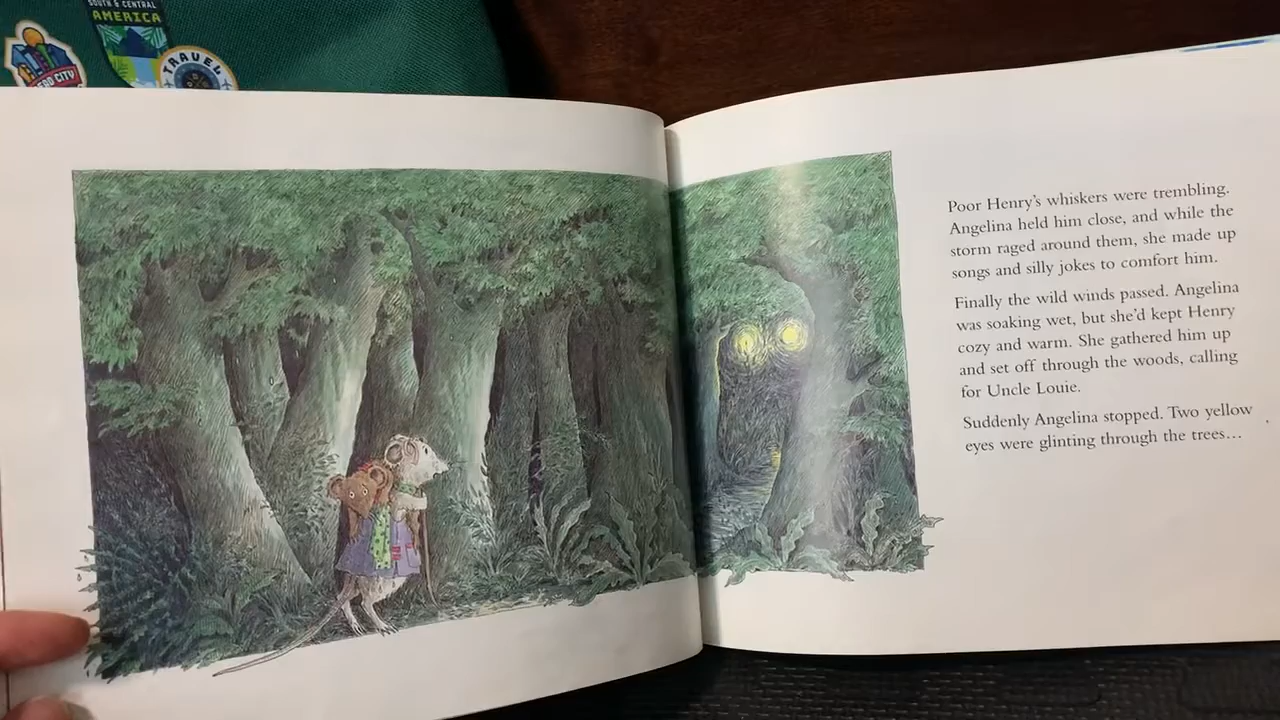 SOUTH & CENTRAL
AMERICA
CITY
TRAVEL
Poor Henry's whiskers were trembling.
Angelina held him close, and while the
storm raged around them, she made up
songs and silly jokes to comfort him.
Finally the wild winds passed. Angelina
was soaking wet, but she'd kept Henry
cozy and warm. She gathered him up
and set off through the woods, calling
for Uncle Louie.
Suddenly Angelina stopped. Two yellow
eyes were glinting through the trees…